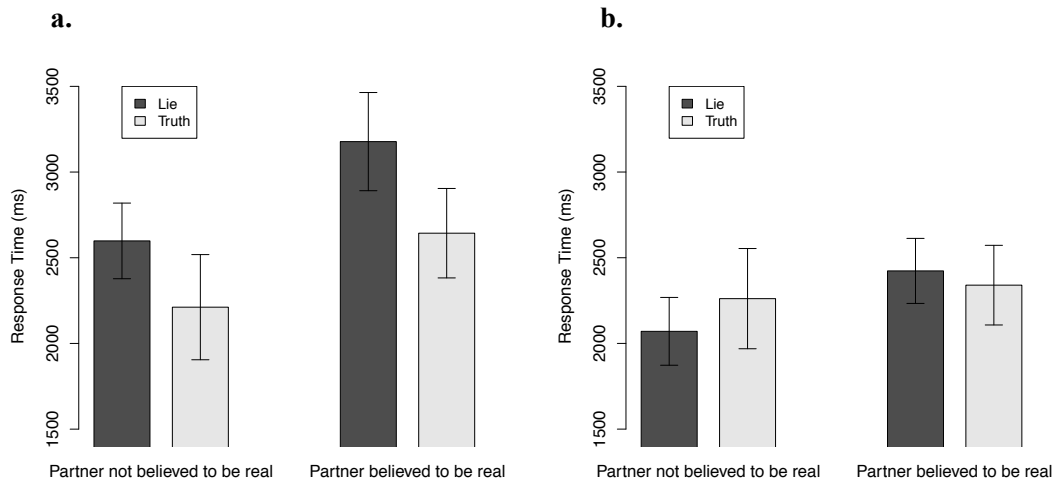 a.
Response Time (ms)
3500
3000
2500
2000
1500
Lie
Truth
Partner not believed to be real
Partner believed to be real
b.
Response Time (ms)
3500
3000
2500
2000
1500
Lie
Truth
Partner not believed to be real
Partner believed to be real